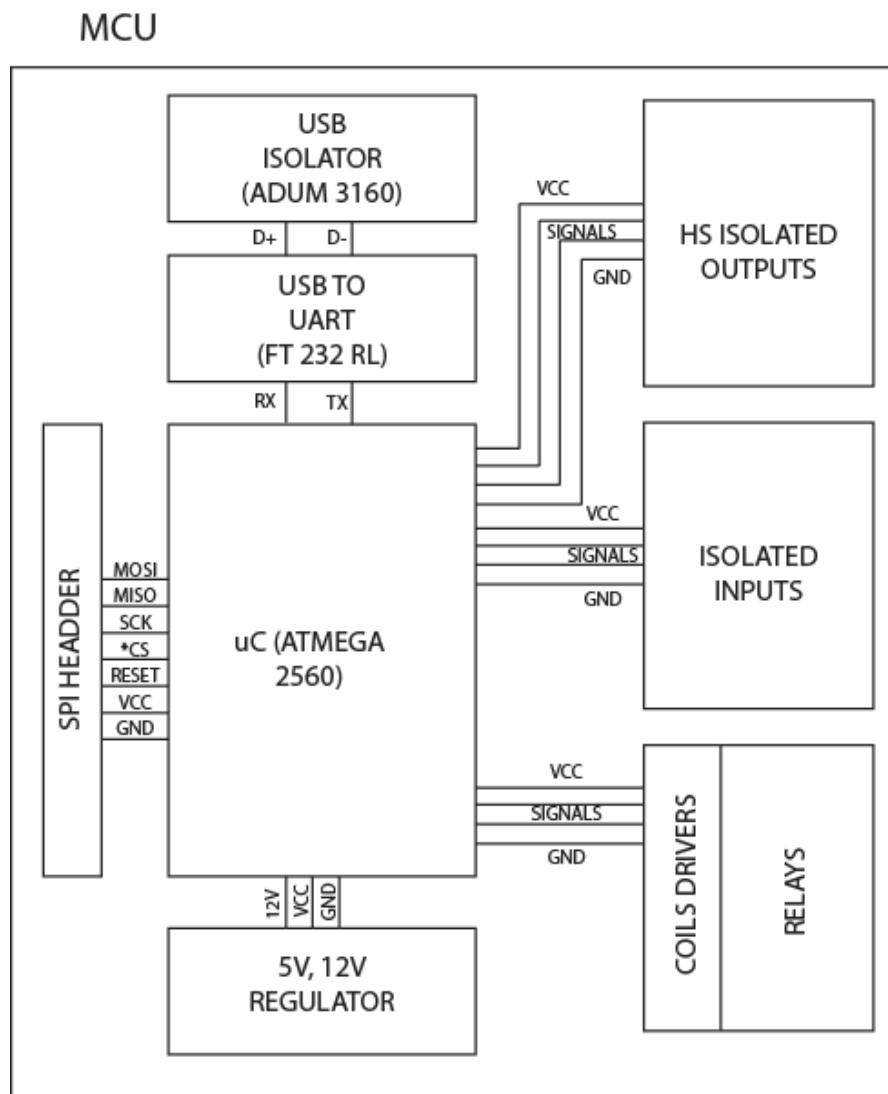 MCU
USB
ISOLATOR
(ADUM 3160)
D+ D-
USB TO
UART
(FT 232 RL)
RX TX
VCC
SIGNALS
GND
HS ISOLATED
OUTPUTS
SPI HEADDER
MOSI
MISO
SCK
*CS
RESET
VCC
GND
uC (ATMEGA
2560)
VCC
SIGNALS
GND
ISOLATED
INPUTS
VCC
SIGNALS
GND
COILS DRIVERS
RELAYS
12V
VCC
GND
5V, 12V
REGULATOR